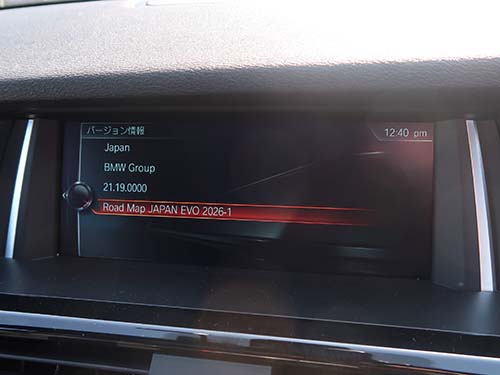 バージョン情報
12:40 pm
Japan
BMW Group
21.19.0000
Road Map JAPAN EVO 2026-1